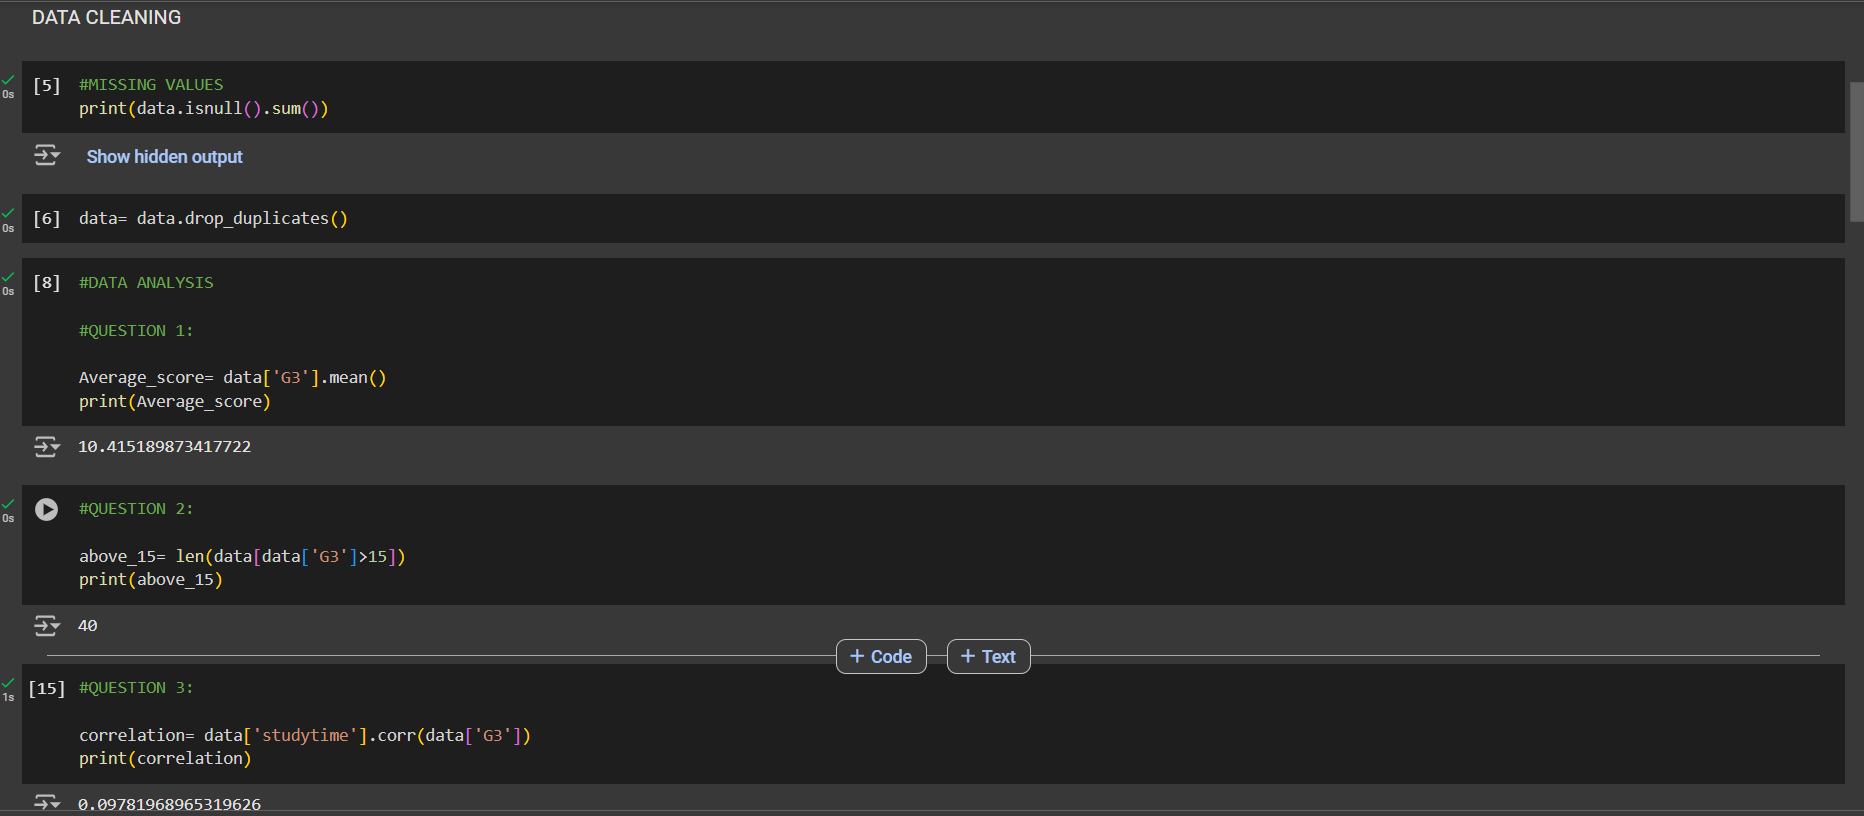 DATA CLEANING
0s
[5] #MISSING VALUES
print(data.isnull().sum())
Show hidden output
0s
[6] data= data.drop_duplicates()
0s
[8] #DATA ANALYSIS
#QUESTION 1:
Average_score= data['G3'].mean()
print(Average_score)
10.415189873417722
0s
#QUESTION 2:
above_15= len(data[data['G3']>15])
print(above_15)
40
+ Code + Text
1s
[15] #QUESTION 3:
correlation= data['studytime'].corr(data['G3'])
print(correlation)
0.09781968965319626